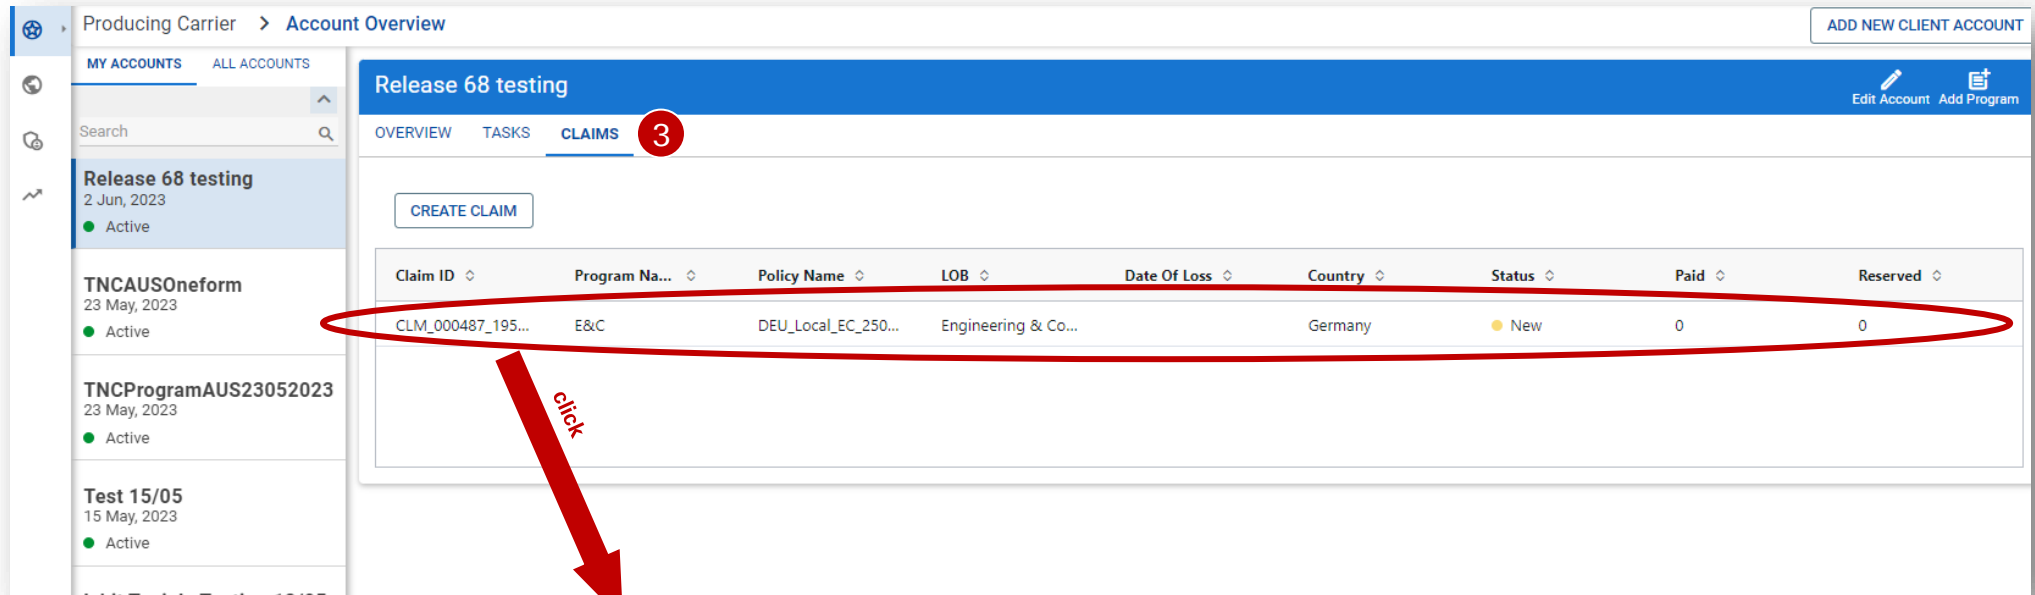 Producing Carrier > Account Overview
ADD NEW CLIENT ACCOUNT
MY ACCOUNTS ALL ACCOUNTS
Search
Release 68 testing
2 Jun, 2023
Active
TNCAUSOneform
23 May, 2023
Active
TNCProgramAUS23052023
23 May, 2023
Active
Test 15/05
15 May, 2023
Active
Release 68 testing
Edit Account Add Program
OVERVIEW TASKS CLAIMS 3
CREATE CLAIM
Claim ID Program Na... Policy Name LOB Date Of Loss Country Status Paid Reserved
CLM_000487_195... E&C DEU_Local_EC_250... Engineering & Co... Germany New 0 0
click